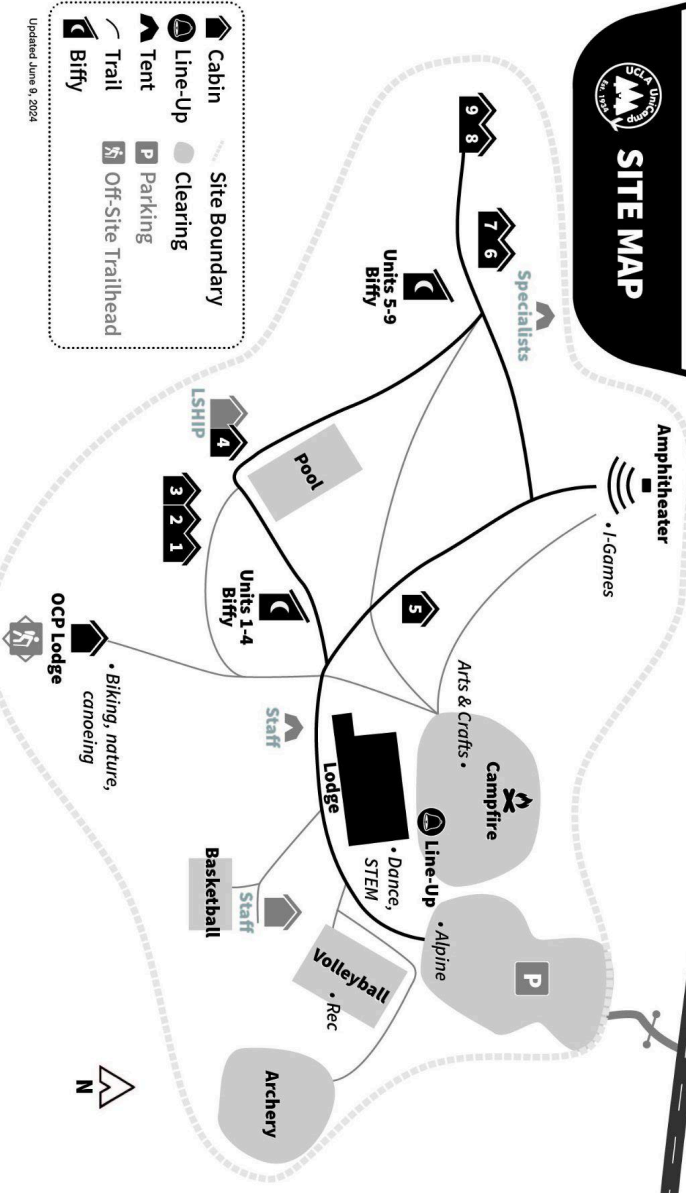 UCLA UniCamp
Est. 1934
SITE MAP
Amphitheater
• I-Games
Specialists
9 8
7 6
Units 5-9
Biffy
Pool
LSHIP
4
3 2 1
Units 1-4
Biffy
5
Arts & Crafts •
Campfire
Line-Up
• Dance,
STEM
Lodge
• Alpine
P
Staff
OCP Lodge
• Biking, nature,
canoeing
Basketball
Staff
Volleyball
• Rec
Archery
N
Cabin
Line-Up
Tent
Trail
Biffy
Site Boundary
Clearing
P Parking
Off-Site Trailhead
Updated June 9, 2024